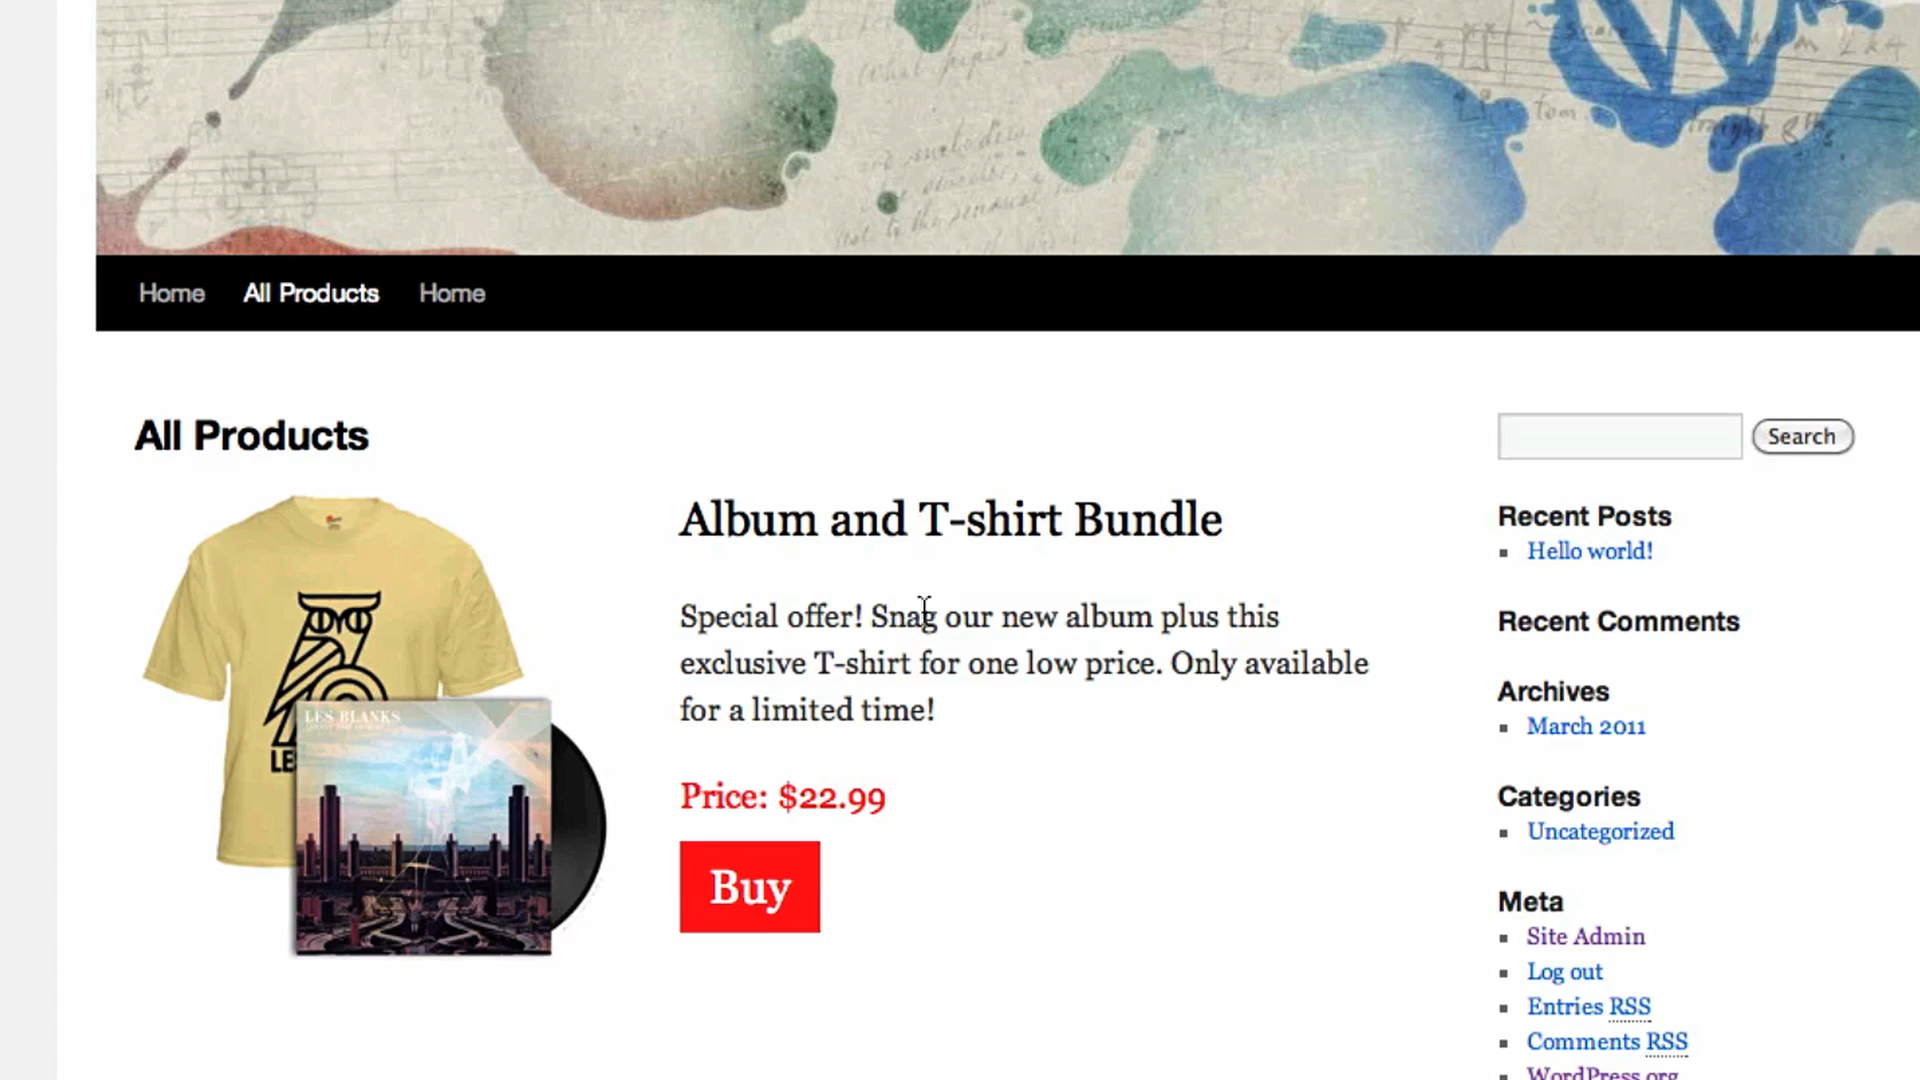 Home All Products Home
All Products
Search
Album and T-shirt Bundle
Special offer! Snag our new album plus this
exclusive T-shirt for one low price. Only available
for a limited time!
Price: $22.99
Buy
LES BLANKS
LE
Recent Posts
Hello world!
Recent Comments
Archives
March 2011
Categories
Uncategorized
Meta
Site Admin
Log out
Entries RSS
Comments RSS
WordPress.org